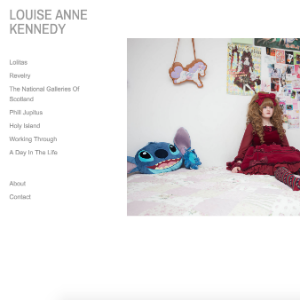 LOUISE ANNE
KENNEDY
Lolitas
Revelry
The National Galleries Of
Scotland
Phill Jupitus
Holy Island
Working Through
A Day In The Life
About
Contact